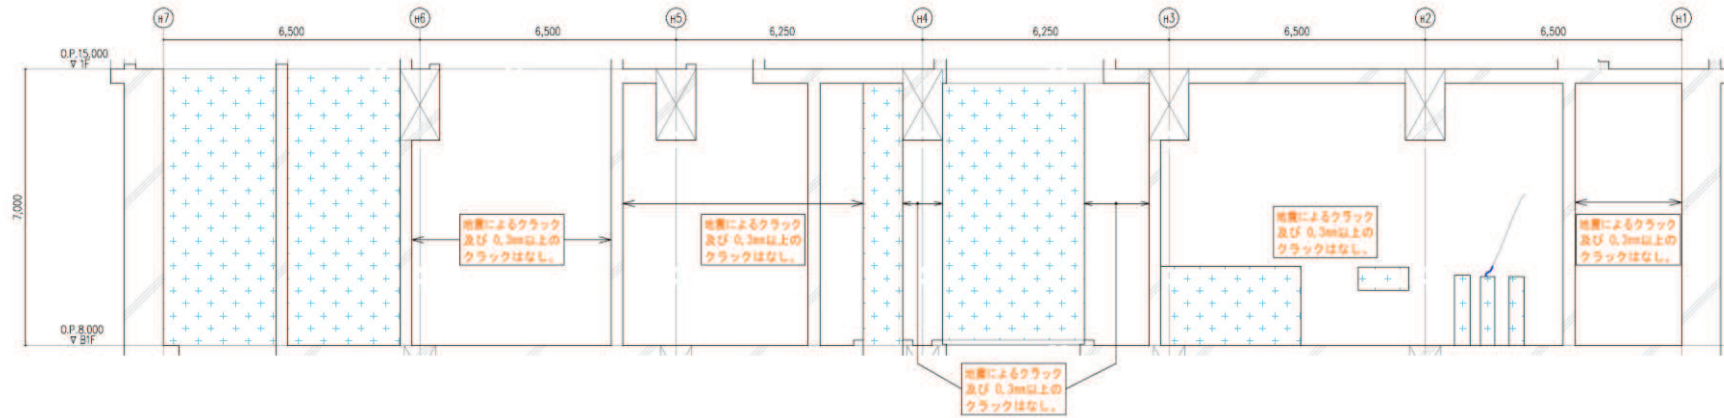 H7 H6 H5 H4 H3 H2 H1
6,500 6,500 6,250 6,250 6,500 6,500
O.P.15,000
▽ 1F
7,000
地震によるクラック
及び 0.3mm以上の
クラックはなし。
地震によるクラック
及び 0.3mm以上の
クラックはなし。
地震によるクラック
及び 0.3mm以上の
クラックはなし。
地震によるクラック
及び 0.3mm以上の
クラックはなし。
O.P.8,000
▽ B1F
地震によるクラック
及び 0.3mm以上の
クラックはなし。